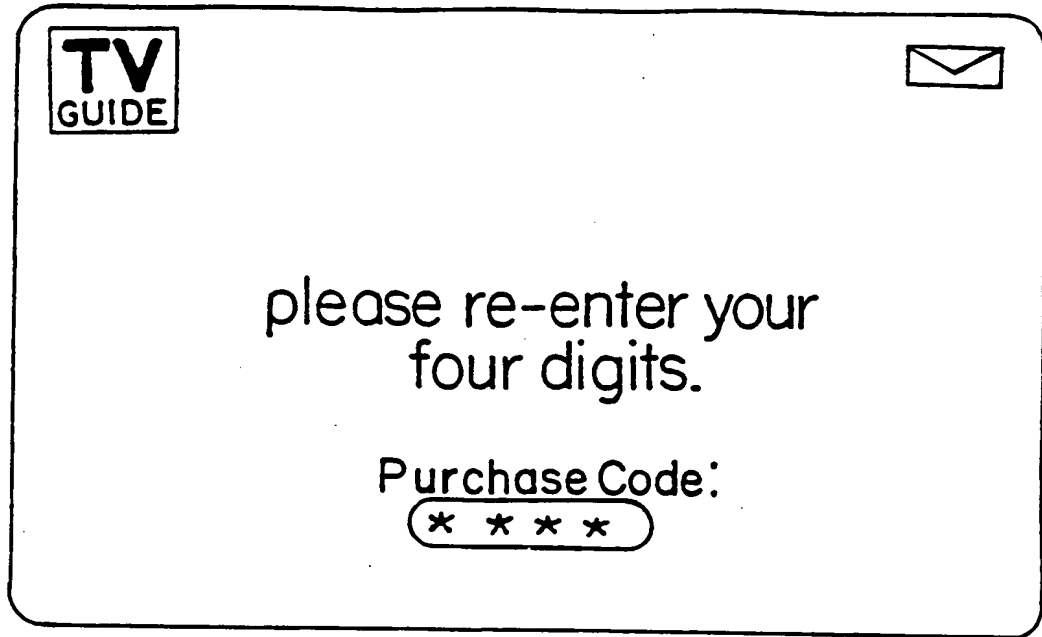 TV
GUIDE
please re-enter your
four digits.
Purchase Code:
* * * *